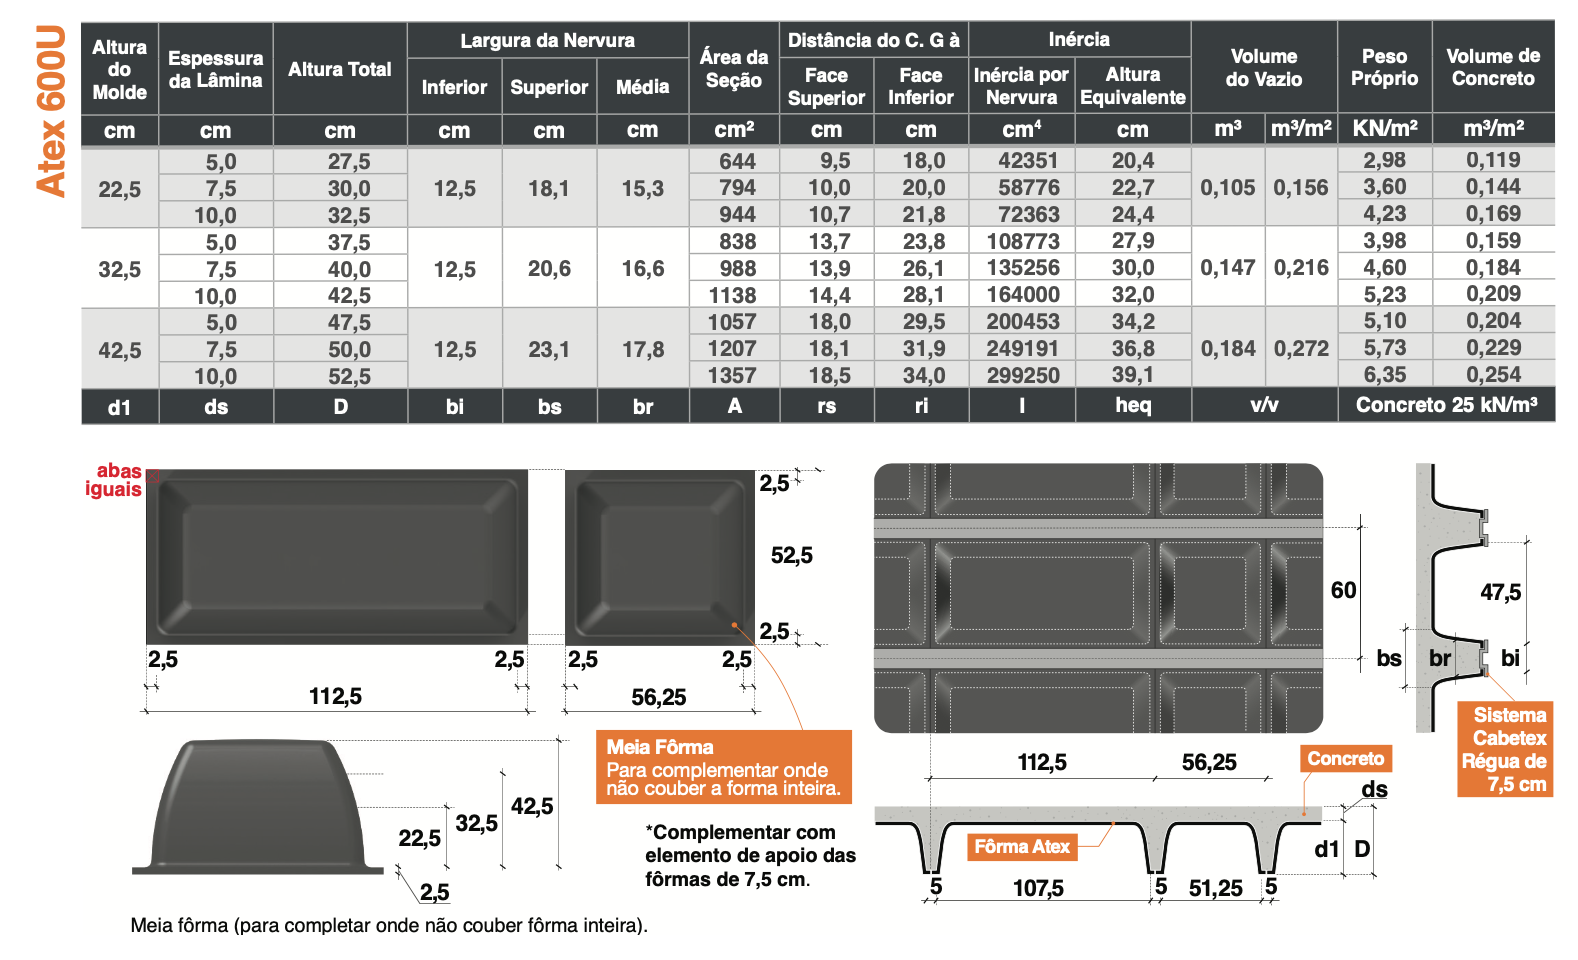 Atex 600U
Altura do Molde | Espessura da Lâmina | Altura Total | Largura da Nervura | Área da Seção | Distância do C. G à | Inércia | Volume do Vazio | Peso Próprio | Volume de Concreto
Inferior | Superior | Média | Face Superior | Face Inferior | Inércia por Nervura | Altura Equivalente
cm | cm | cm | cm | cm | cm | cm² | cm | cm | cm⁴ | cm | m³ | m³/m² | KN/m² | m³/m²
22,5 | 5,0 | 27,5 | 12,5 | 18,1 | 15,3 | 644 | 9,5 | 18,0 | 42351 | 20,4 | 0,105 | 0,156 | 2,98 | 0,119
7,5 | 30,0 | 794 | 10,0 | 20,0 | 58776 | 22,7 | 3,60 | 0,144
10,0 | 32,5 | 944 | 10,7 | 21,8 | 72363 | 24,4 | 4,23 | 0,169
32,5 | 5,0 | 37,5 | 12,5 | 20,6 | 16,6 | 838 | 13,7 | 23,8 | 108773 | 27,9 | 0,147 | 0,216 | 3,98 | 0,159
7,5 | 40,0 | 988 | 13,9 | 26,1 | 135256 | 30,0 | 4,60 | 0,184
10,0 | 42,5 | 1138 | 14,4 | 28,1 | 164000 | 32,0 | 5,23 | 0,209
42,5 | 5,0 | 47,5 | 12,5 | 23,1 | 17,8 | 1057 | 18,0 | 29,5 | 200453 | 34,2 | 0,184 | 0,272 | 5,10 | 0,204
7,5 | 50,0 | 1207 | 18,1 | 31,9 | 249191 | 36,8 | 5,73 | 0,229
10,0 | 52,5 | 1357 | 18,5 | 34,0 | 299250 | 39,1 | 6,35 | 0,254
d1 | ds | D | bi | bs | br | A | rs | ri | I | heq | v/v | Concreto 25 kN/m³
abas
iguais
2,5
52,5
2,5
2,5 2,5 2,5 2,5
112,5
56,25
Meia Fôrma
Para complementar onde
não couber a forma inteira.
42,5
32,5
22,5
2,5
*Complementar com
elemento de apoio das
fôrmas de 7,5 cm.
Meia fôrma (para completar onde não couber fôrma inteira).
60
47,5
bs br bi
Sistema
Cabetex
Régua de
7,5 cm
112,5 56,25
Concreto
ds
Fôrma Atex
d1 D
5 107,5 5 51,25 5